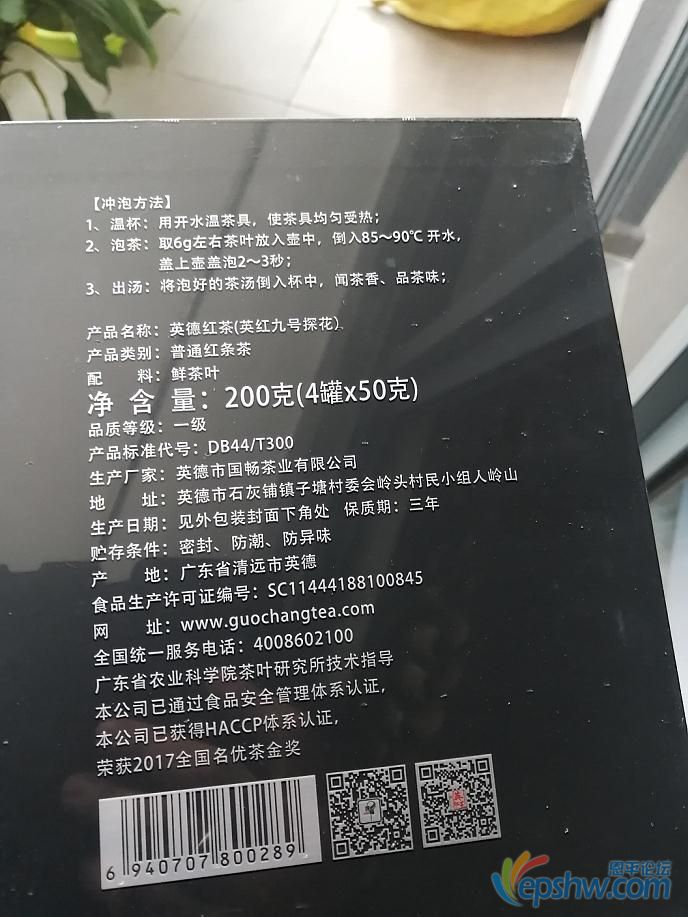 【冲泡方法】
1、温杯：用开水温茶具，使茶具均匀受热；
2、泡茶：取6g左右茶叶放入壶中，倒入85～90℃开水，
盖上壶盖泡2～3秒；
3、出汤：将泡好的茶汤倒入杯中，闻茶香、品茶味；
产品名称：英德红茶(英红九号探花)
产品类别：普通红条茶
配 料：鲜茶叶
净 含 量：200克(4罐x50克)
品质等级：一级
产品标准代号：DB44/T300
生产厂家：英德市国畅茶业有限公司
地 址：英德市石灰铺镇子塘村委会岭头村民小组人岭山
生产日期：见外包装封面下角处 保质期：三年
贮存条件：密封、防潮、防异味
产 地：广东省清远市英德
食品生产许可证编号：SC11444188100845
网 址：www.guochangtea.com
全国统一服务电话：4008602100
广东省农业科学院茶叶研究所技术指导
本公司已通过食品安全管理体系认证，
本公司已获得HACCP体系认证，
荣获2017全国名优茶金奖
6 940707 800289
恩平论坛
epshw.com